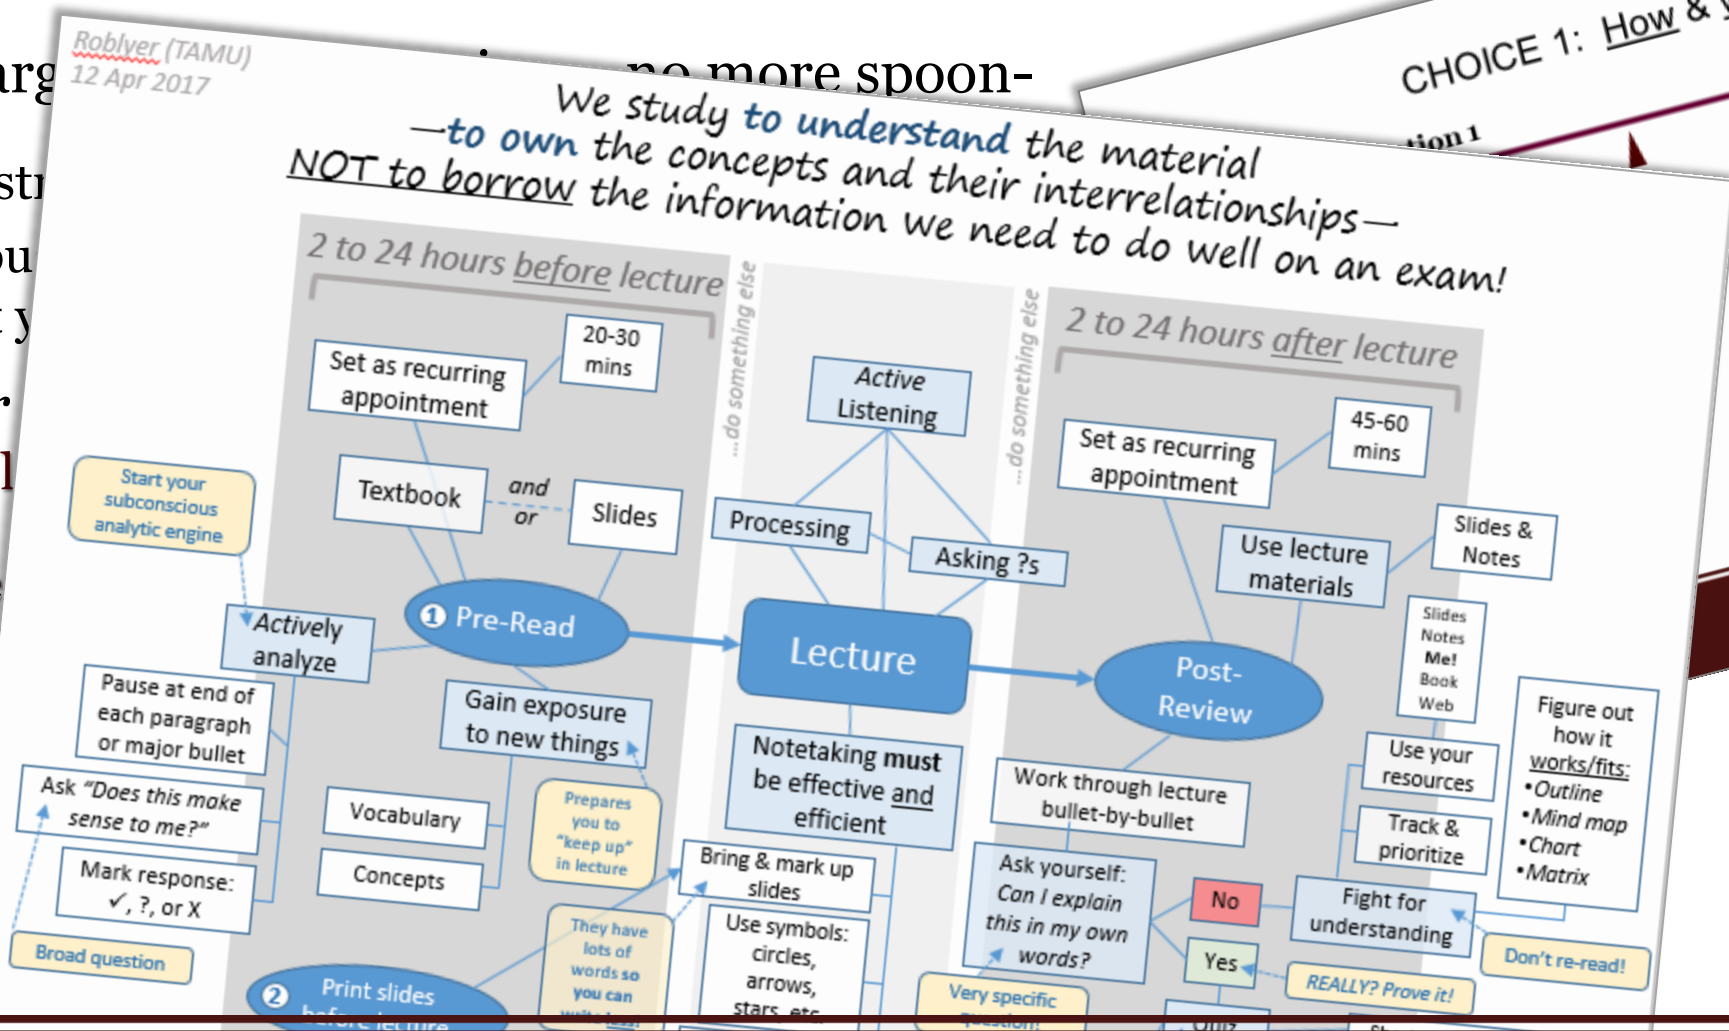 no more spoon-
CHOICE 1: How &
tion 1
Roblyer (TAMU)
12 Apr 2017
We study to understand the material
—to own the concepts and their interrelationships—
NOT to borrow the information we need to do well on an exam!
2 to 24 hours before lecture
...do something else
...do something else
2 to 24 hours after lecture
Set as recurring
appointment
20-30
mins
Textbook
and
or
Slides
Start your
subconscious
analytic engine
1 Pre-Read
Actively
analyze
Pause at end of
each paragraph
or major bullet
Ask “Does this make
sense to me?”
Mark response:
✓, ?, or X
Broad question
Gain exposure
to new things
Vocabulary
Concepts
Prepares
you to
“keep up”
in lecture
They have
lots of
words so
you can
write less!
2 Print slides
before lecture
Active
Listening
Processing
Asking ?s
Lecture
Notetaking must
be effective and
efficient
Bring & mark up
slides
Use symbols:
circles,
arrows,
stars, etc.
Set as recurring
appointment
45-60
mins
Use lecture
materials
Slides &
Notes
Post-
Review
Work through lecture
bullet-by-bullet
Ask yourself:
Can I explain
this in my own
words?
Very specific
question!
No
Yes
Quiz
Fight for
understanding
REALLY? Prove it!
Don't re-read!
Slides
Notes
Me!
Book
Web
Use your
resources
Track &
prioritize
Figure out
how it
works/fits:
•Outline
•Mind map
•Chart
•Matrix